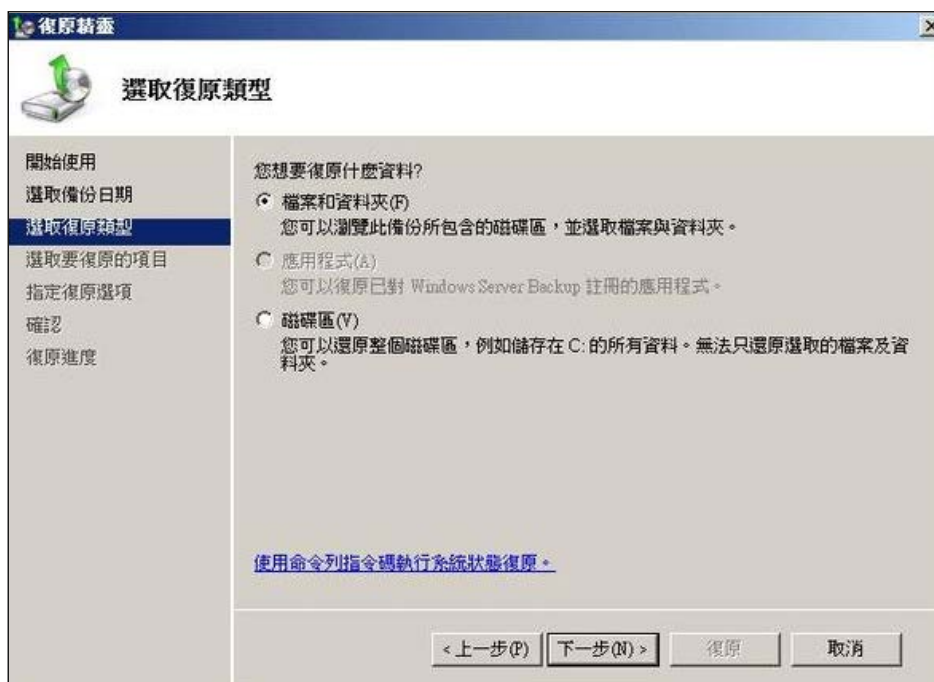 復原精靈
選取復原類型
開始使用
選取備份日期
選取復原類型
選取要復原的項目
指定復原選項
確認
復原進度
您想要復原什麼資料?
檔案和資料夾(F)
您可以瀏覽此備份所包含的磁碟區，並選取檔案與資料夾。
應用程式(A)
您可以復原已對 Windows Server Backup 註冊的應用程式。
磁碟區(V)
您可以還原整個磁碟區，例如儲存在 C: 的所有資料。無法只還原選取的檔案及資
料夾。
使用命令列指令碼執行系統狀態復原。
< 上一步(P)
下一步(N) >
復原
取消